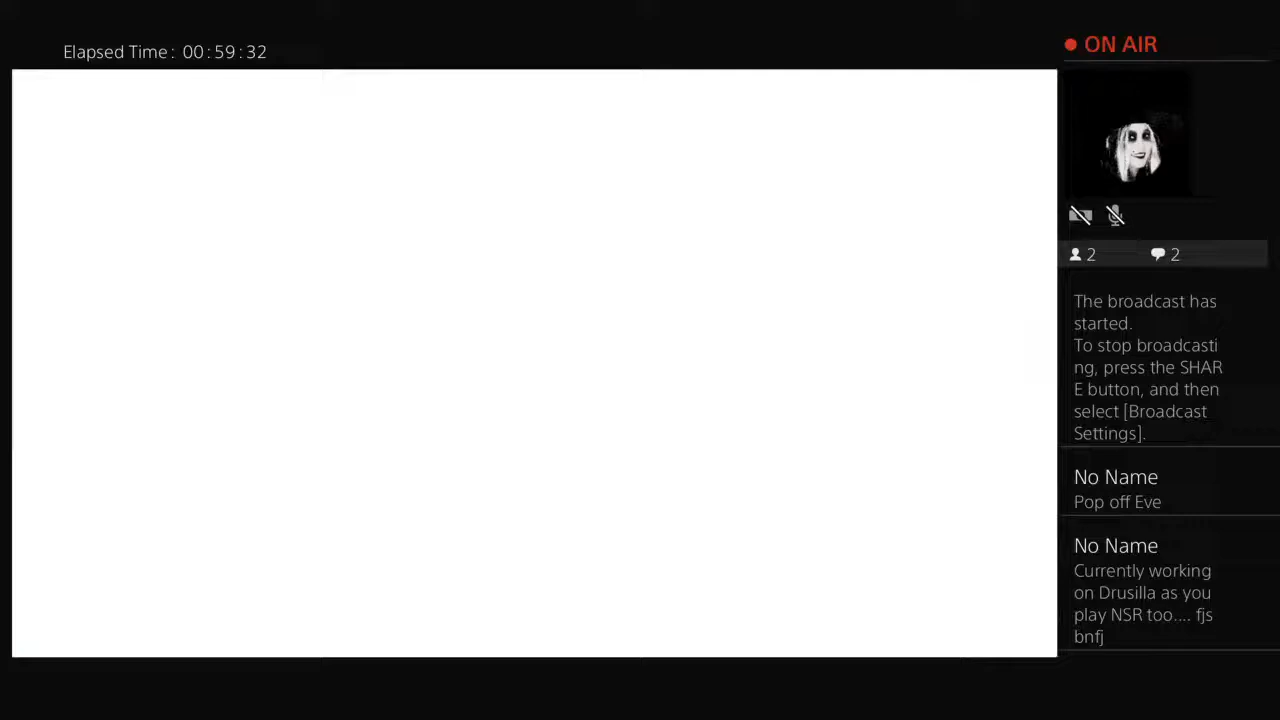 Elapsed Time: 00:59:32
ON AIR
2 2
The broadcast has
started.
To stop broadcasti
ng, press the SHAR
E button, and then
select [Broadcast
Settings].
No Name
Pop off Eve
No Name
Currently working
on Drusilla as you
play NSR too.... fjs
bnfj